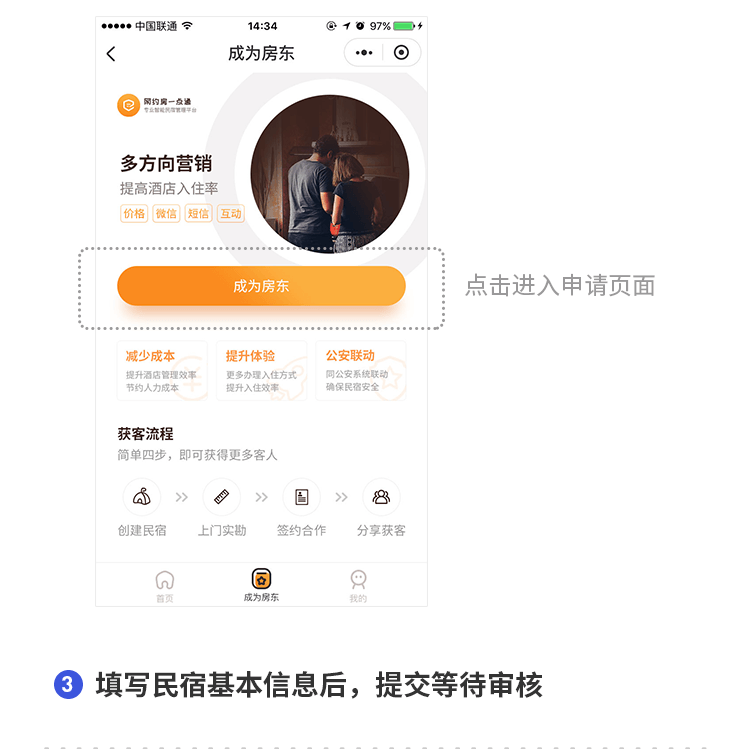 中国联通
14:34
97%
成为房东
网约房一点通
专业智能民宿管理平台
多方向营销
提高酒店入住率
价格
微信
短信
互动
成为房东
点击进入申请页面
减少成本
提升酒店管理效率
节约人力成本
提升体验
更多办理入住方式
提升入住效率
公安联动
同公安系统联动
确保民宿安全
获客流程
简单四步，即可获得更多客人
创建民宿
上门实勘
签约合作
分享获客
首页
成为房东
我的
3 填写民宿基本信息后，提交等待审核